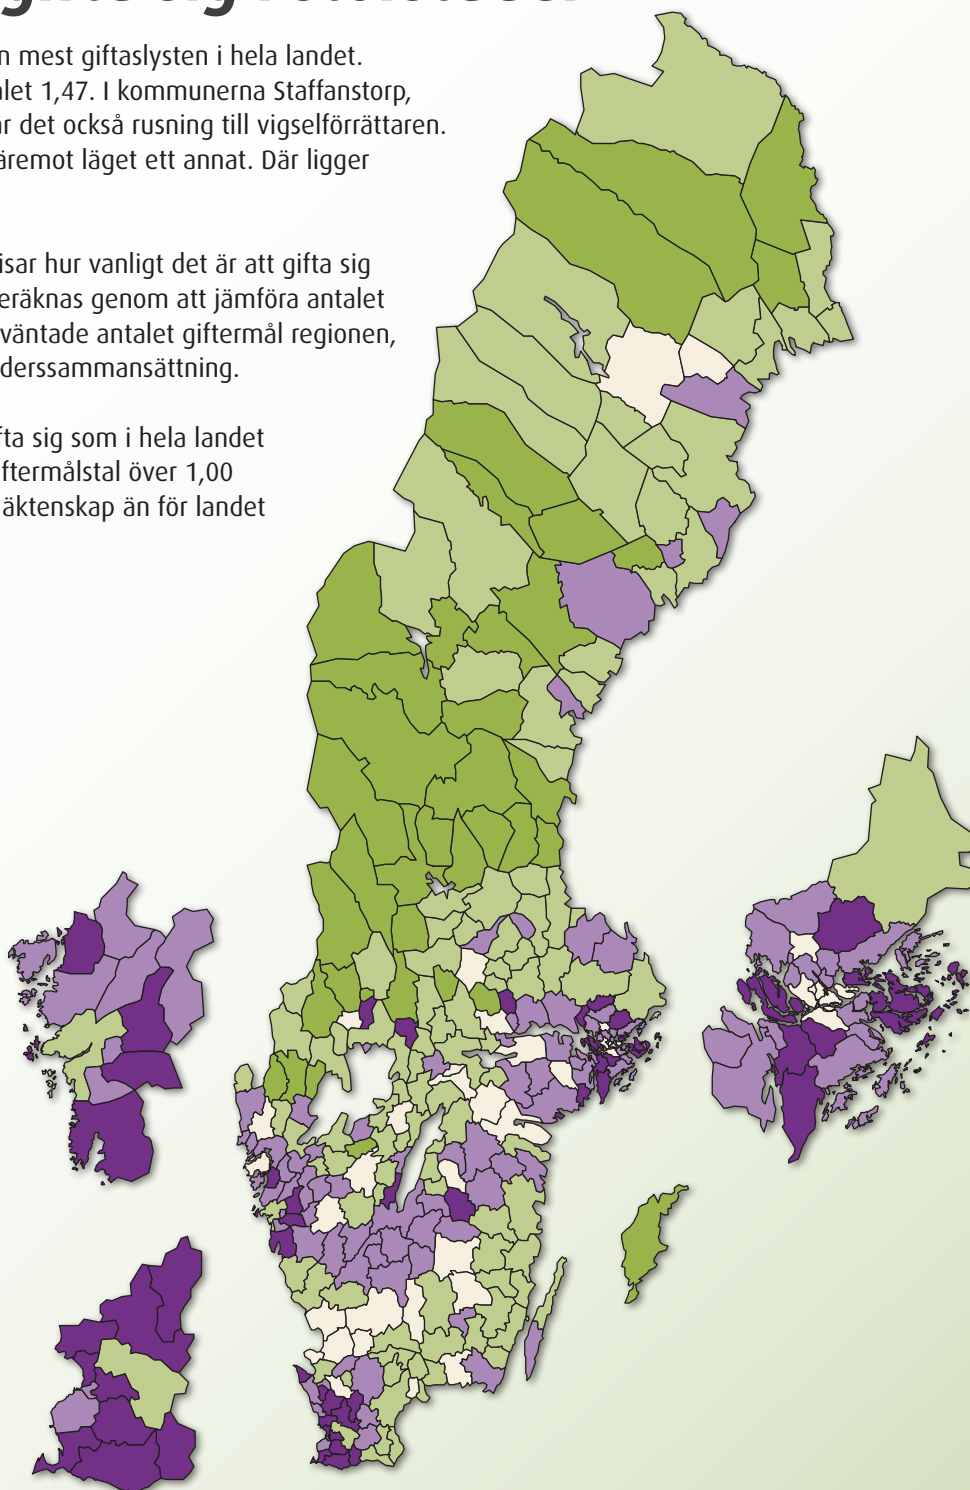 n mest giftaslysten i hela landet.
alet 1,47. I kommunerna Staffanstorp,
är det också rusning till vigselförrättaren.
äremot läget ett annat. Där ligger
isar hur vanligt det är att gifta sig
eräknas genom att jämföra antalet
väntade antalet giftermål regionen,
derssammansättning.
fta sig som i hela landet
ftermålstal över 1,00
äktenskap än för landet